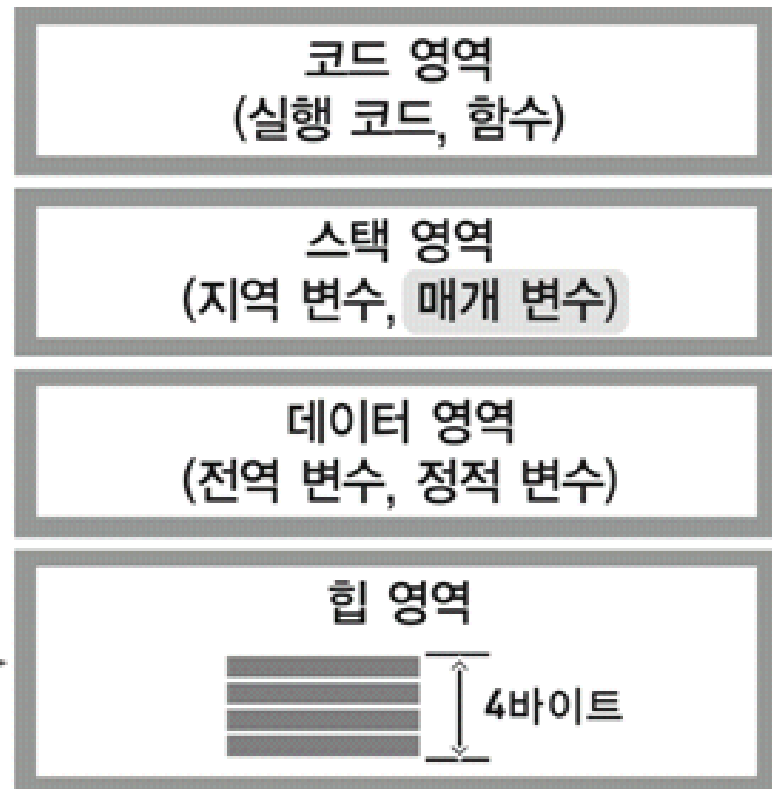 코드 영역
(실행 코드, 함수)
스택 영역
(지역 변수, 매개 변수)
데이터 영역
(전역 변수, 정적 변수)
힙 영역
4바이트